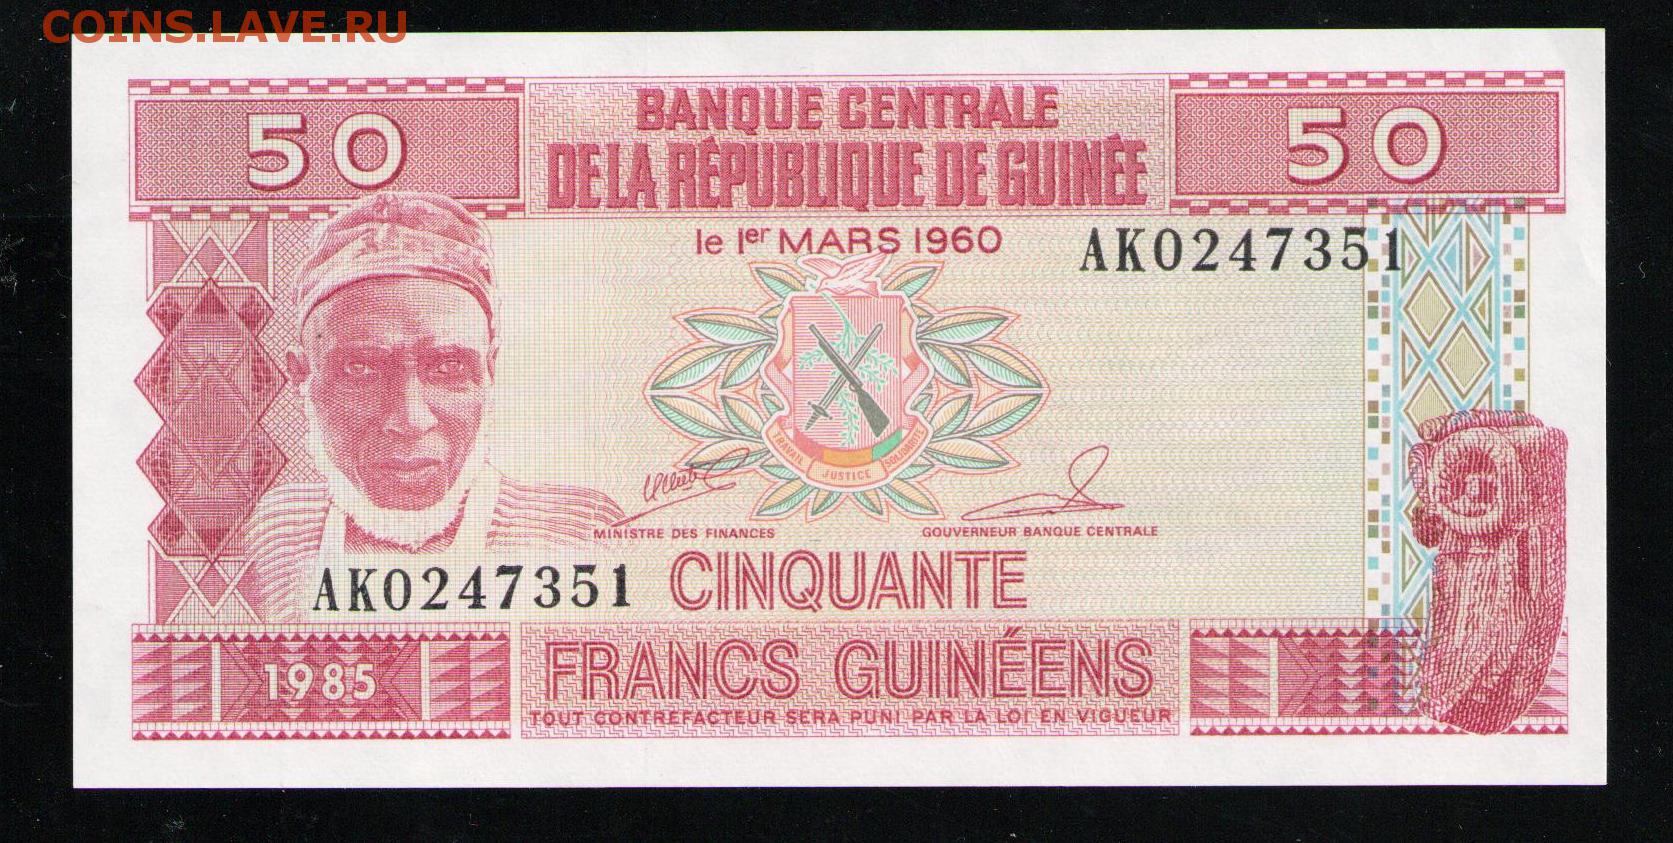 COINS.LAVE.RU
50
BANQUE CENTRALE
DE LA RÉPUBLIQUE DE GUINÉE
50
le 1er MARS 1960
AK0247351
TRAVAIL JUSTICE SOLIDARITÉ
MINISTRE DES FINANCES
GOUVERNEUR BANQUE CENTRALE
AK0247351
CINQUANTE
FRANCS GUINÉENS
1985
TOUT CONTREFACTEUR SERA PUNI PAR LA LOI EN VIGUEUR